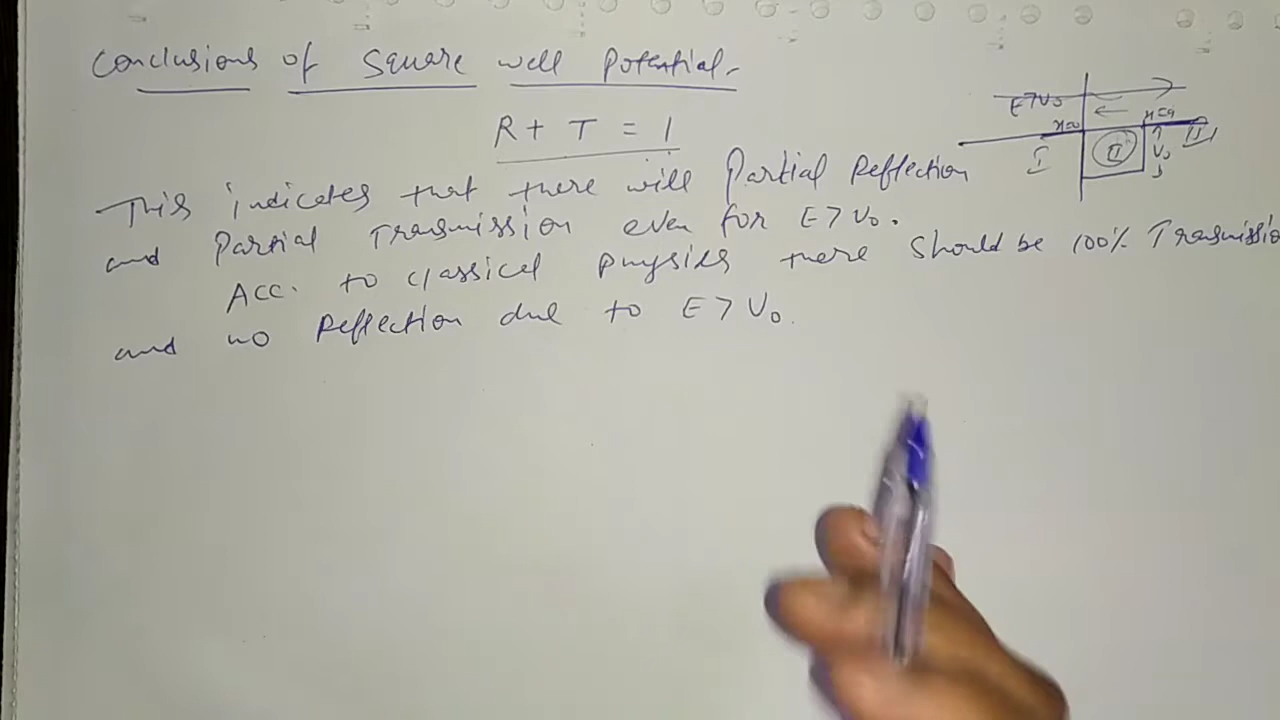 Conclusions of Square well Potential-
R + T = 1
This indicates that there will Partial Reflection
and Partial Transmission even for E > V₀.
Acc. to classical physics there should be 100% Transmissio
and no Reflection due to E > V₀.
E > V₀
x=0
x=a
I
II
V₀
III